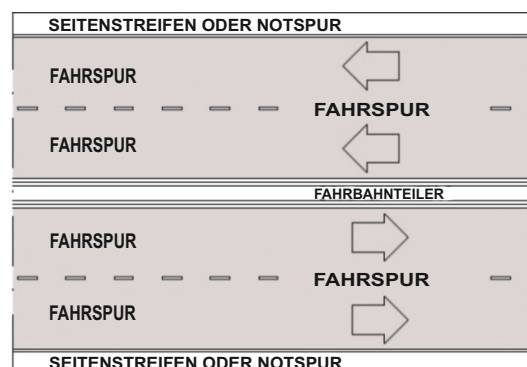 SEITENSTREIFEN ODER NOTSPUR
FAHRSPUR
FAHRSPUR
FAHRSPUR
FAHRBAHNTEILER
FAHRSPUR
FAHRSPUR
FAHRSPUR
SEITENSTREIFEN ODER NOTSPUR